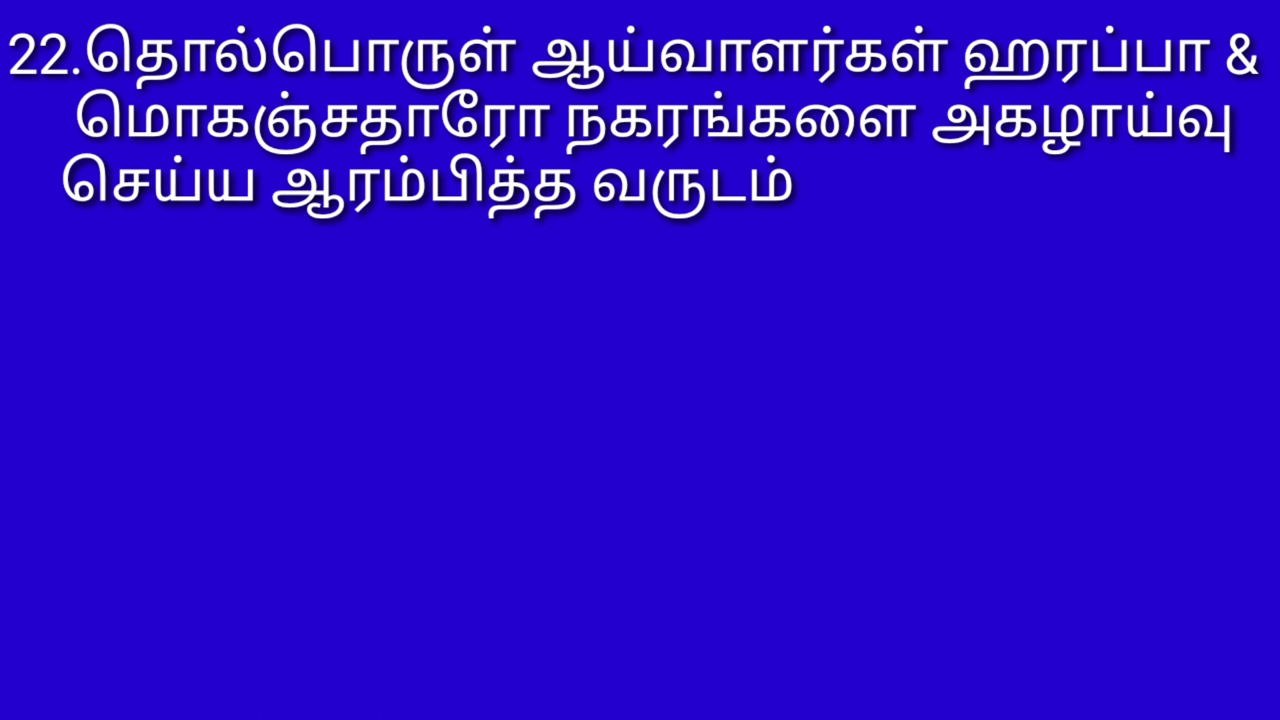 22.தொல்பொருள் ஆய்வாளர்கள் ஹரப்பா &
மொகஞ்சதாரோ நகரங்களை அகழாய்வு
செய்ய ஆரம்பித்த வருடம்